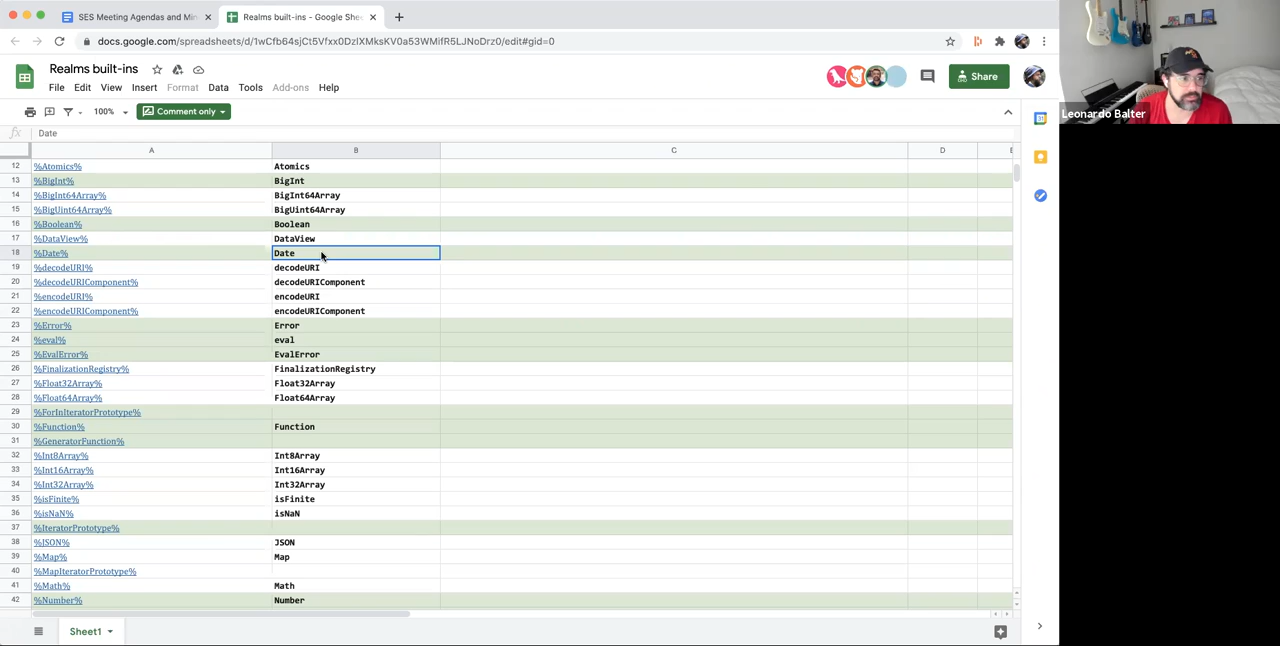 SES Meeting Agendas and Min
Realms built-ins - Google She
docs.google.com/spreadsheets/d/1wCfb64sjCt5Vfxx0DzIXMksKV0a53WMifR5LJNoDrz0/edit#gid=0
Realms built-ins
File Edit View Insert Format Data Tools Add-ons Help
Share
100% Comment only
Date
A B C D E
12 %Atomics% Atomics
13 %BigInt% BigInt
14 %BigInt64Array% BigInt64Array
15 %BigUint64Array% BigUint64Array
16 %Boolean% Boolean
17 %DataView% DataView
18 %Date% Date
19 %decodeURI% decodeURI
20 %decodeURIComponent% decodeURIComponent
21 %encodeURI% encodeURI
22 %encodeURIComponent% encodeURIComponent
23 %Error% Error
24 %eval% eval
25 %EvalError% EvalError
26 %FinalizationRegistry% FinalizationRegistry
27 %Float32Array% Float32Array
28 %Float64Array% Float64Array
29 %ForInIteratorPrototype%
30 %Function% Function
31 %GeneratorFunction%
32 %Int8Array% Int8Array
33 %Int16Array% Int16Array
34 %Int32Array% Int32Array
35 %isFinite% isFinite
36 %isNaN% isNaN
37 %IteratorPrototype%
38 %JSON% JSON
39 %Map% Map
40 %MapIteratorPrototype%
41 %Math% Math
42 %Number% Number
Sheet1
Leonardo Balter